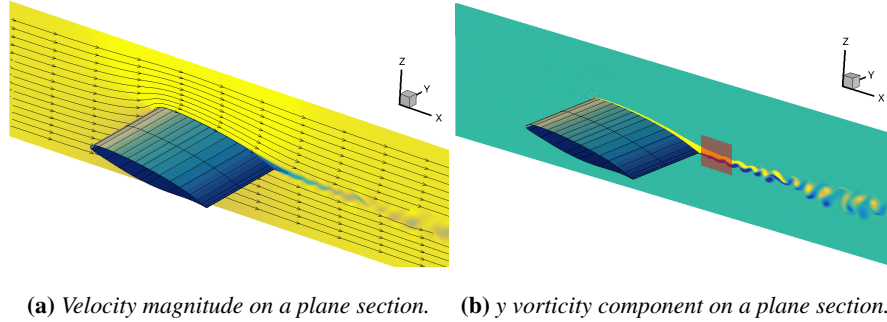 Z
Y
X
Z
Y
X
(a) Velocity magnitude on a plane section.
(b) y vorticity component on a plane section.